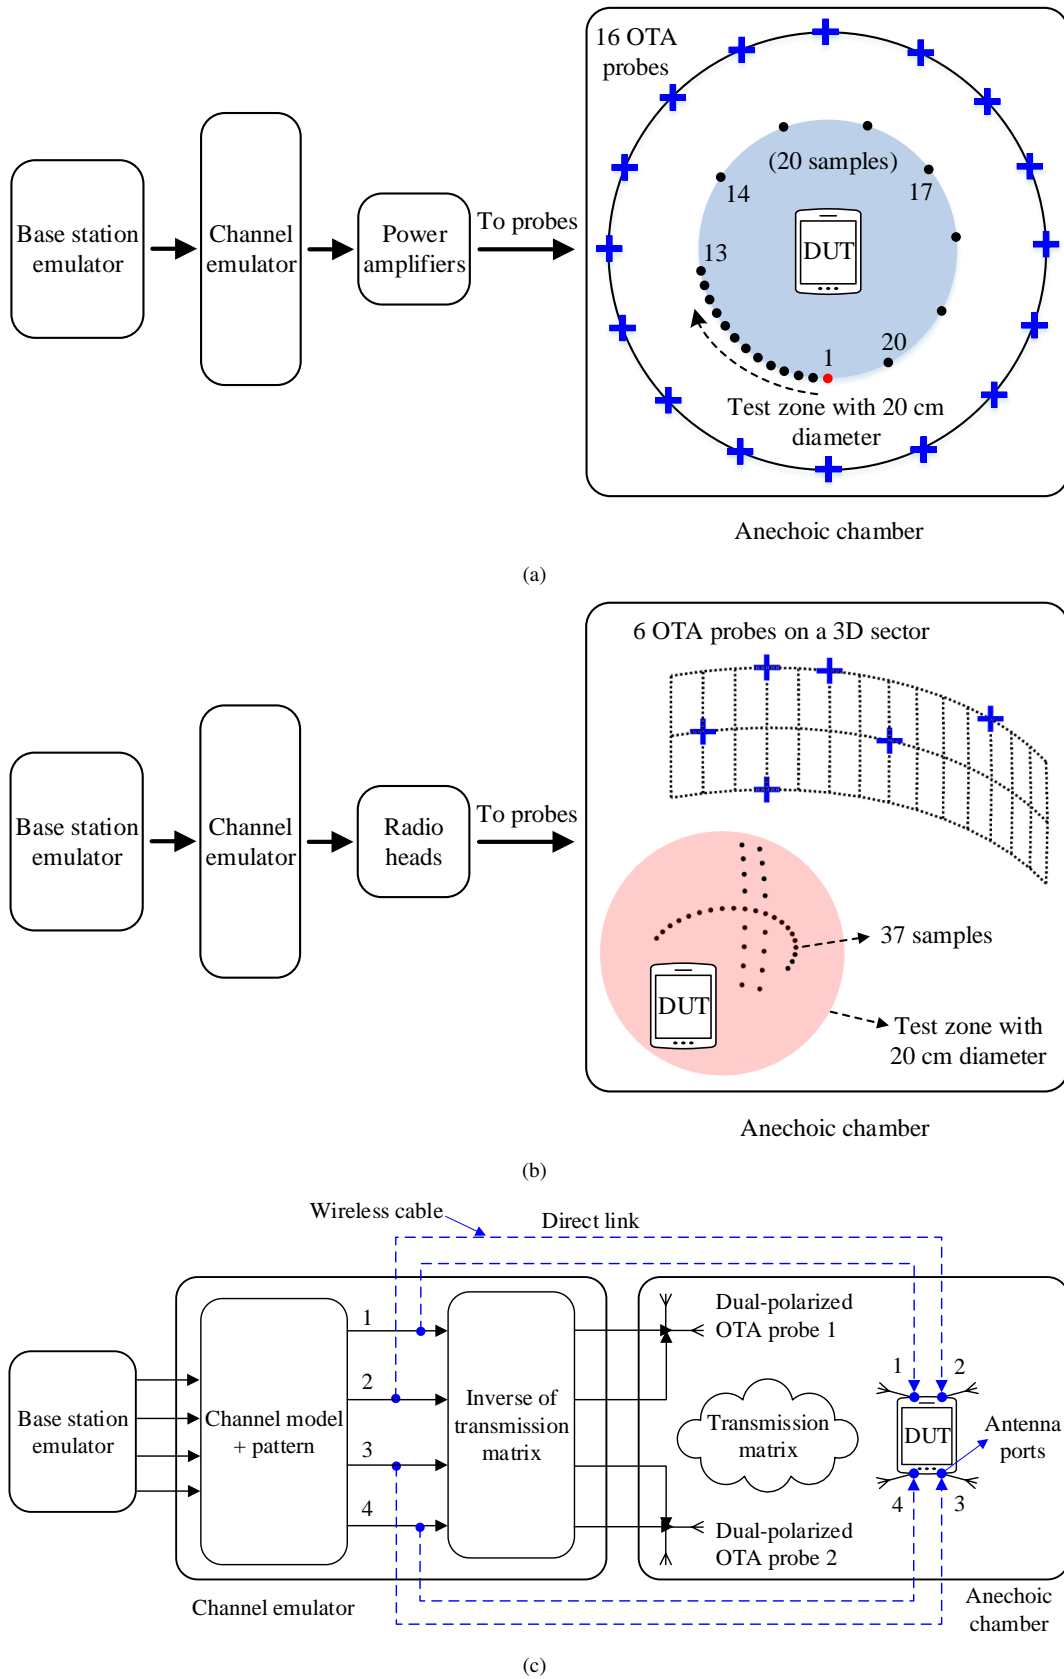 16 OTA
probes
(20 samples)
14
17
Base station
emulator
Channel
emulator
Power
amplifiers
To probes
13
DUT
20
1
Test zone with 20 cm
diameter
Anechoic chamber
(a)
6 OTA probes on a 3D sector
Base station
emulator
Channel
emulator
Radio
heads
To probes
37 samples
DUT
Test zone with
20 cm diameter
Anechoic chamber
(b)
Wireless cable
Direct link
1
2
3
4
Base station
emulator
Channel model
+ pattern
Inverse of
transmission
matrix
Dual-polarized
OTA probe 1
Transmission
matrix
1
2
DUT
4
3
Antenna
ports
Dual-polarized
OTA probe 2
Channel emulator
Anechoic
chamber
(c)